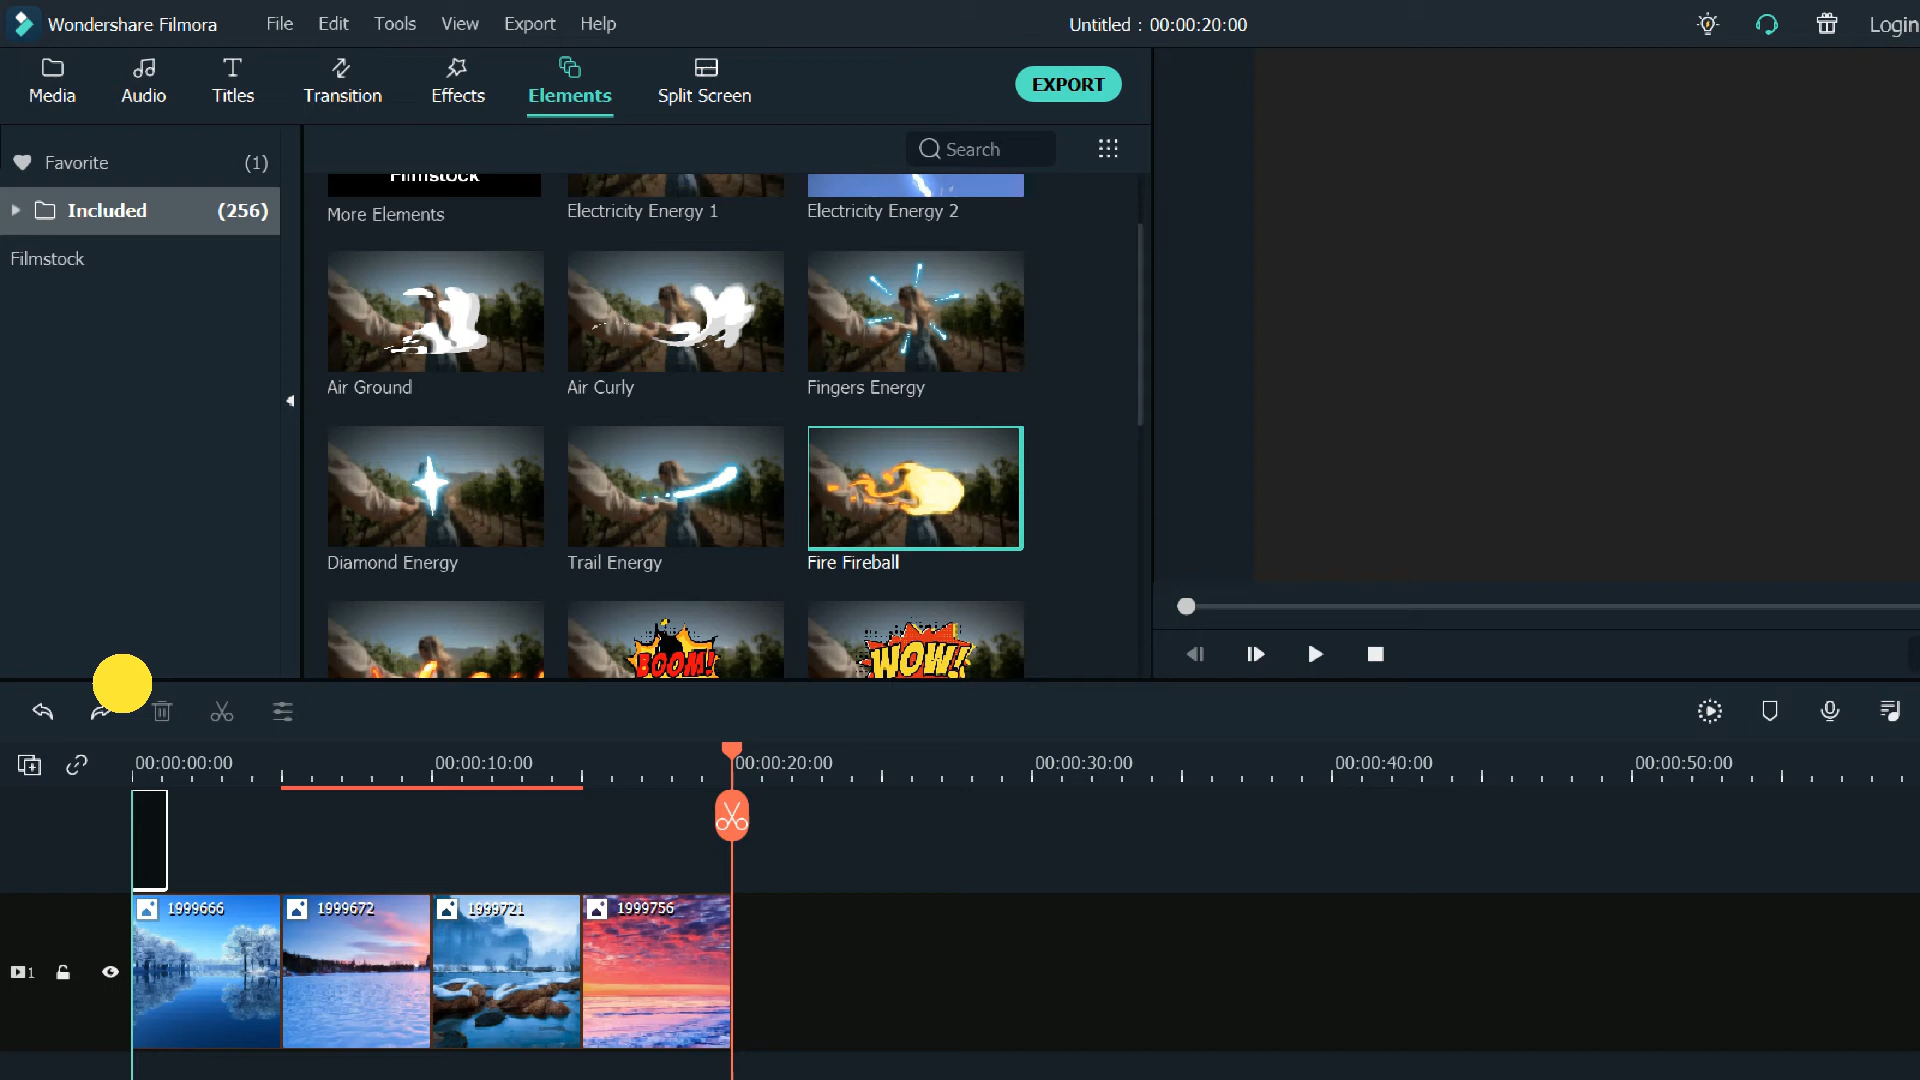 Wondershare Filmora File Edit Tools View Export Help Untitled : 00:00:20:00 Login
Media Audio Titles Transition Effects Elements Split Screen EXPORT
Favorite (1) Search
Included (256)
Filmstock
Filmstock
More Elements Electricity Energy 1 Electricity Energy 2
Air Ground Air Curly Fingers Energy
Diamond Energy Trail Energy Fire Fireball
BOOM! WOW!
00:00:00:00 00:00:10:00 00:00:20:00 00:00:30:00 00:00:40:00 00:00:50:00
1999666 1999672 1999721 1999756
1